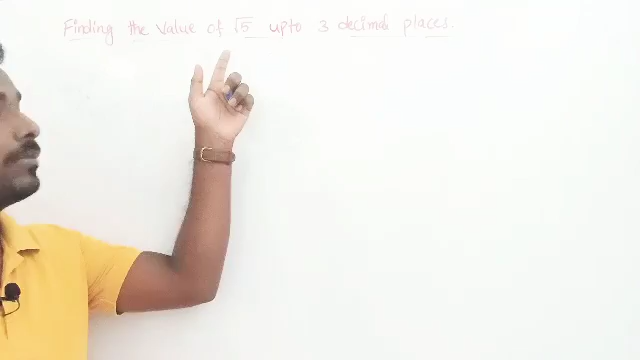 Finding the value of √5 upto 3 decimal places.